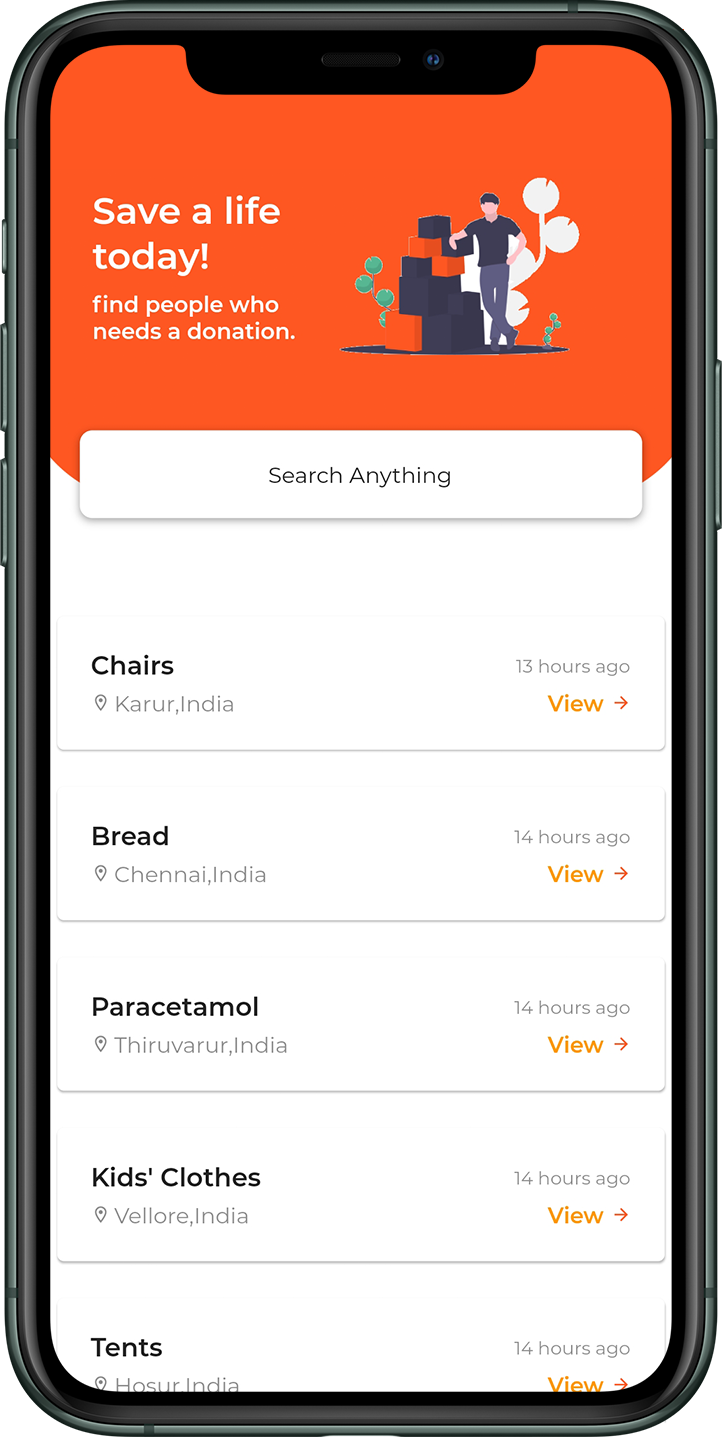 Save a life
today!
find people who
needs a donation.
Search Anything
Chairs
13 hours ago
Karur,India
View
Bread
14 hours ago
Chennai,India
View
Paracetamol
14 hours ago
Thiruvarur,India
View
Kids' Clothes
14 hours ago
Vellore,India
View
Tents
14 hours ago
Hosur,India
View